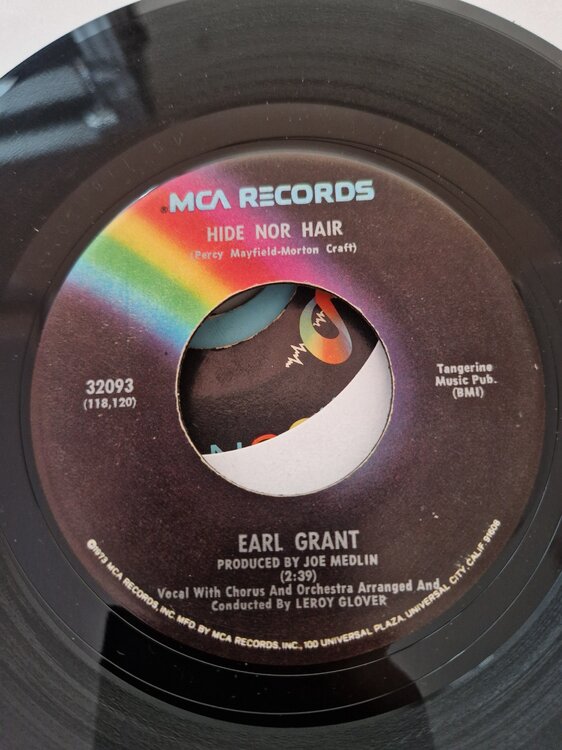 ®MCA RECORDS
HIDE NOR HAIR
(Percy Mayfield-Morton Craft)
32093
(118,120)
Tangerine
Music Pub.
(BMI)
EARL GRANT
PRODUCED BY JOE MEDLIN
(2:39)
Vocal With Chorus And Orchestra Arranged And
Conducted By LEROY GLOVER
©1973 MCA RECORDS, INC. MFD. BY MCA RECORDS, INC., 100 UNIVERSAL PLAZA, UNIVERSAL CITY, CALIF. 91608